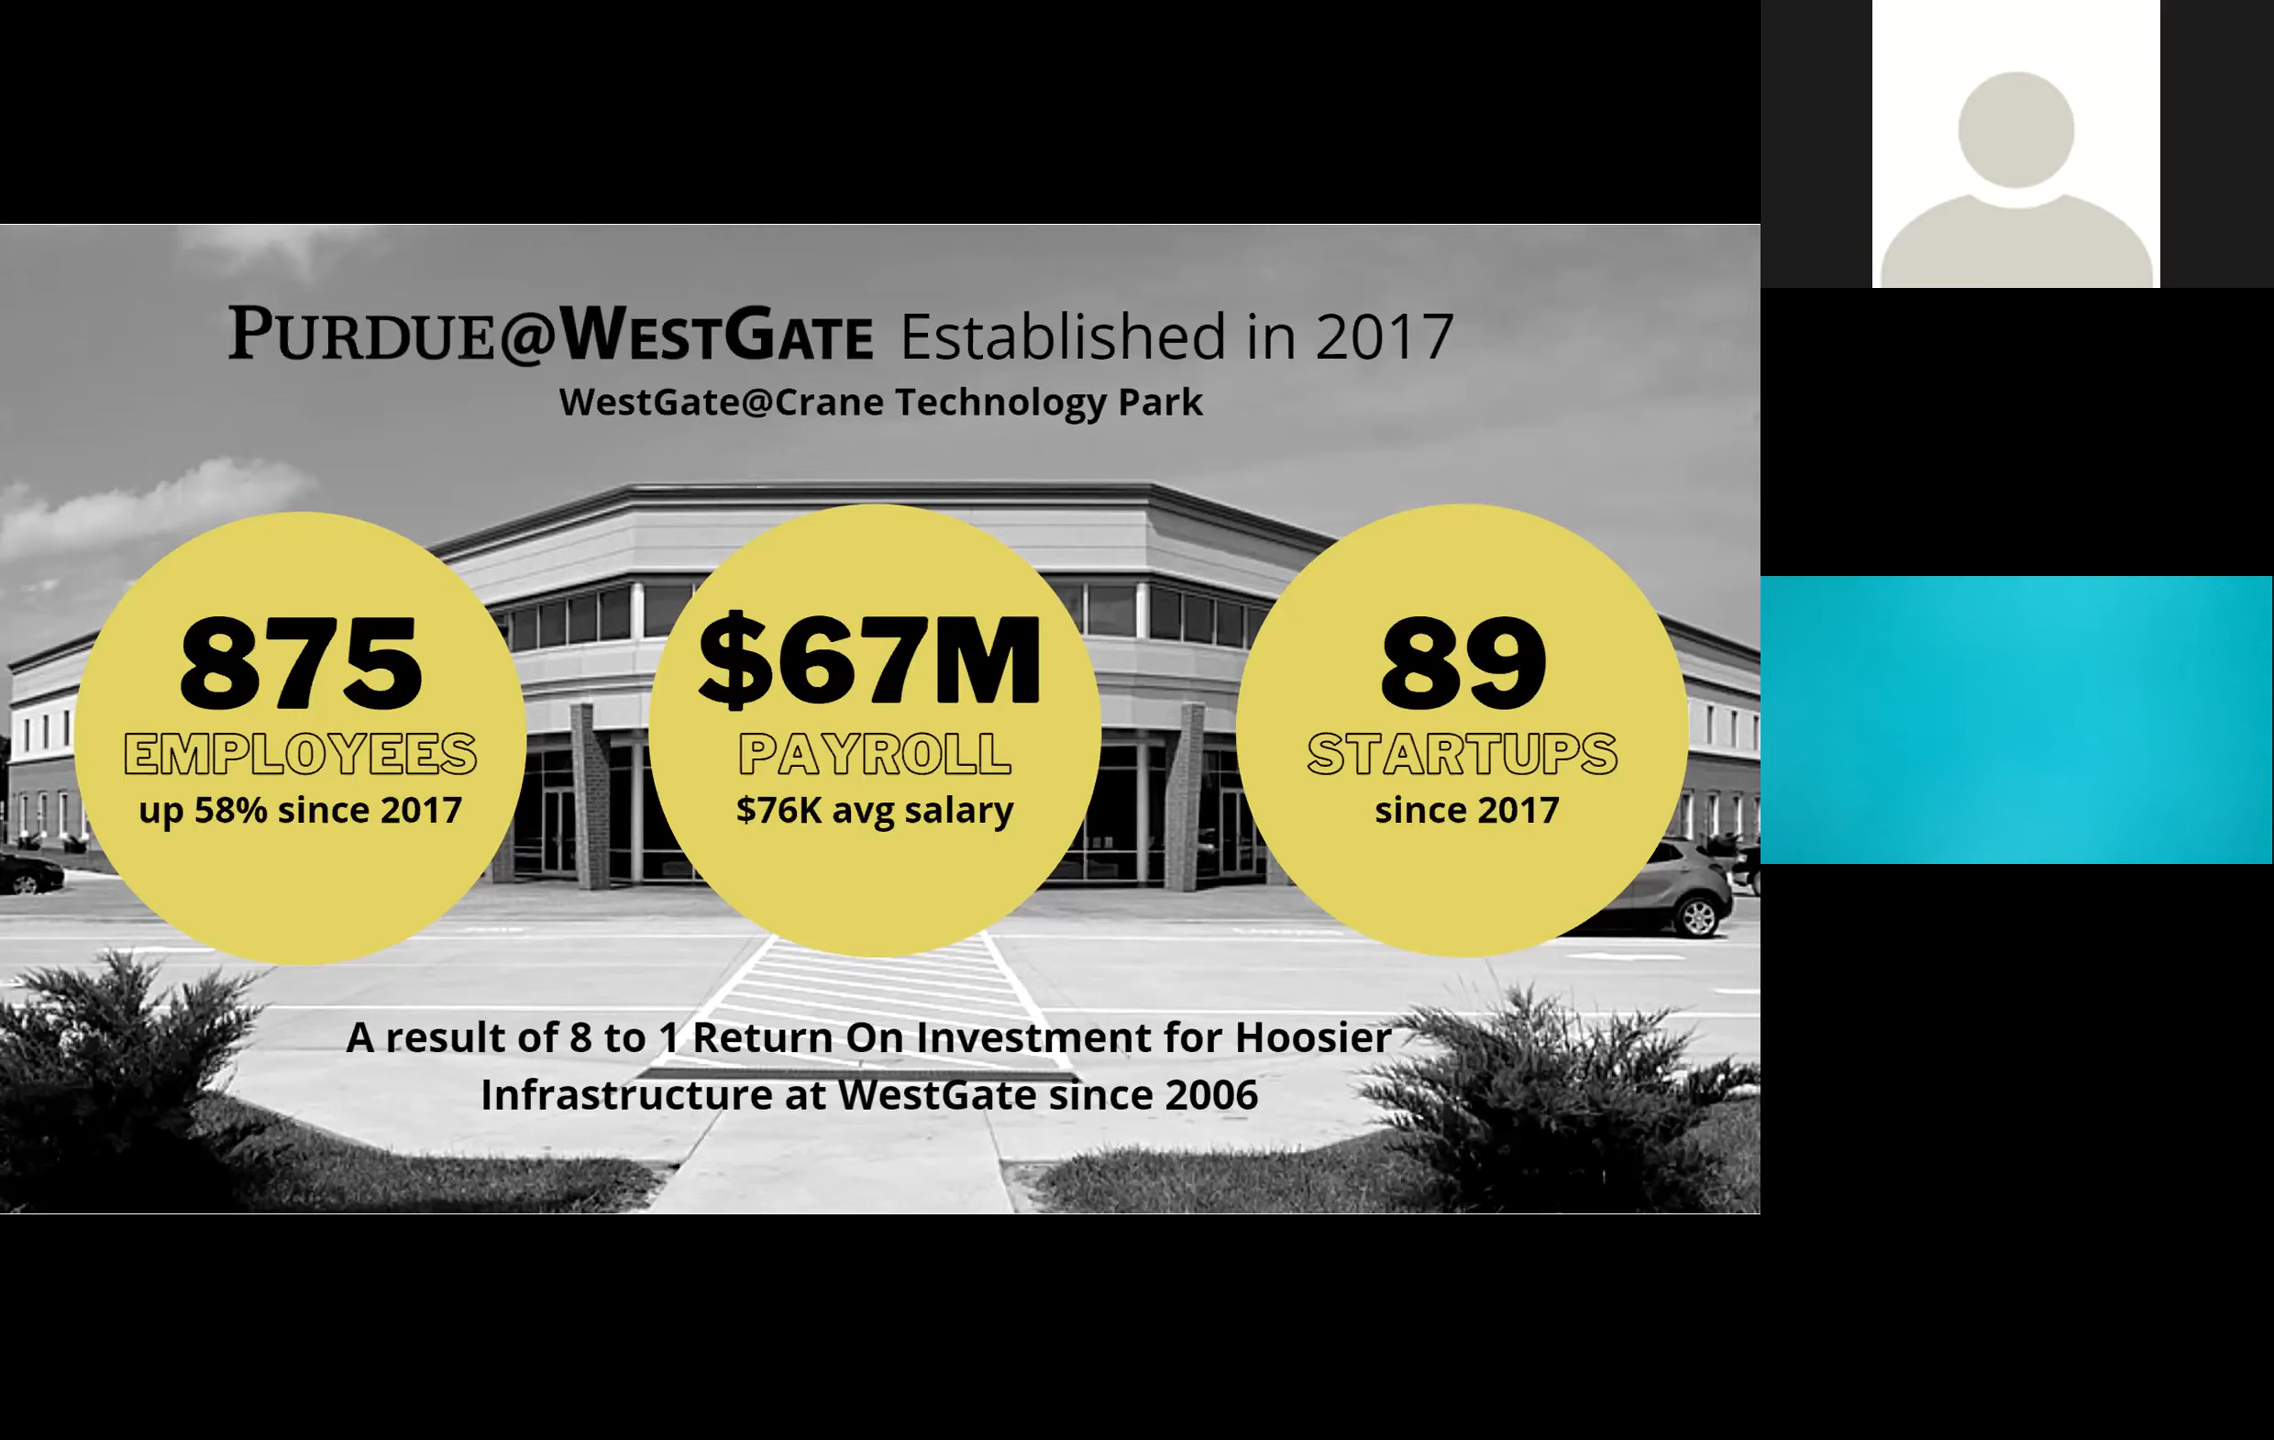 PURDUE@WESTGATE Established in 2017
WestGate@Crane Technology Park
875
EMPLOYEES
up 58% since 2017
$67M
PAYROLL
$76K avg salary
89
STARTUPS
since 2017
A result of 8 to 1 Return On Investment for Hoosier
Infrastructure at WestGate since 2006